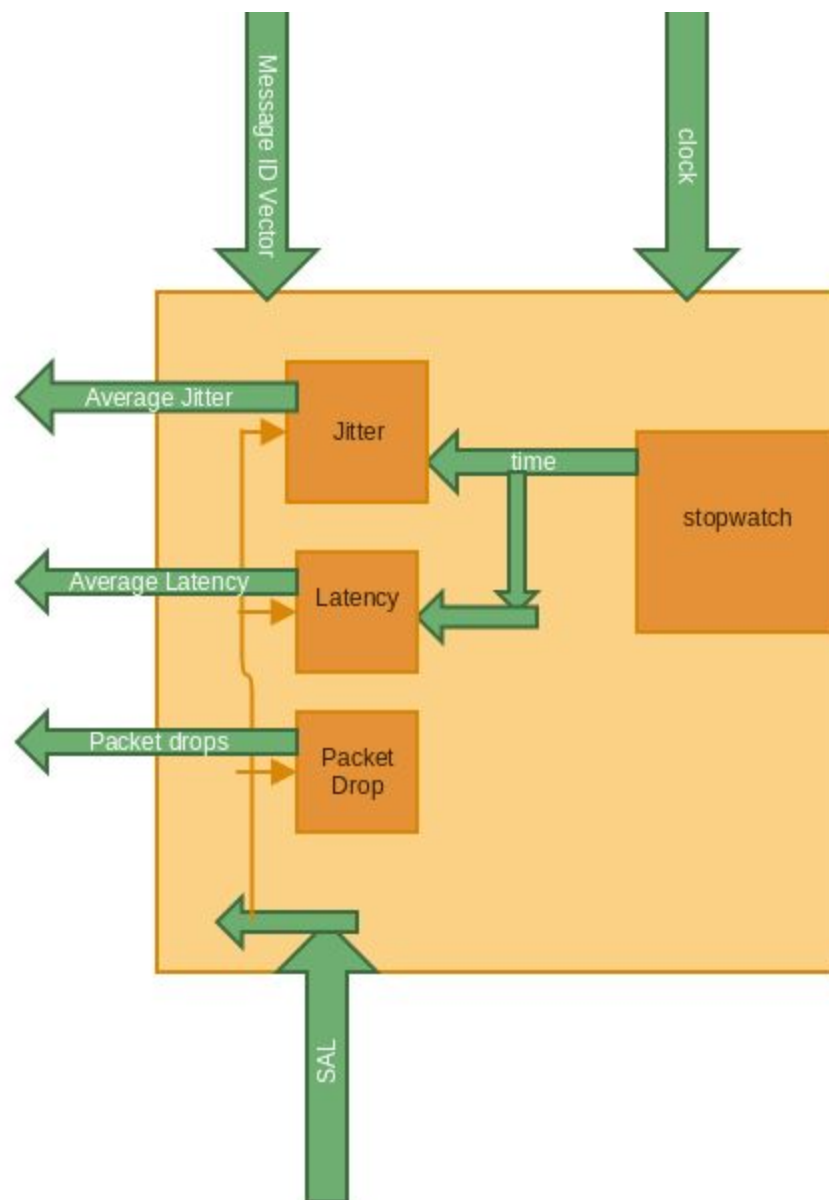 Message ID Vector
clock
Average Jitter
Jitter
time
stopwatch
Average Latency
Latency
Packet drops
Packet
Drop
SAL